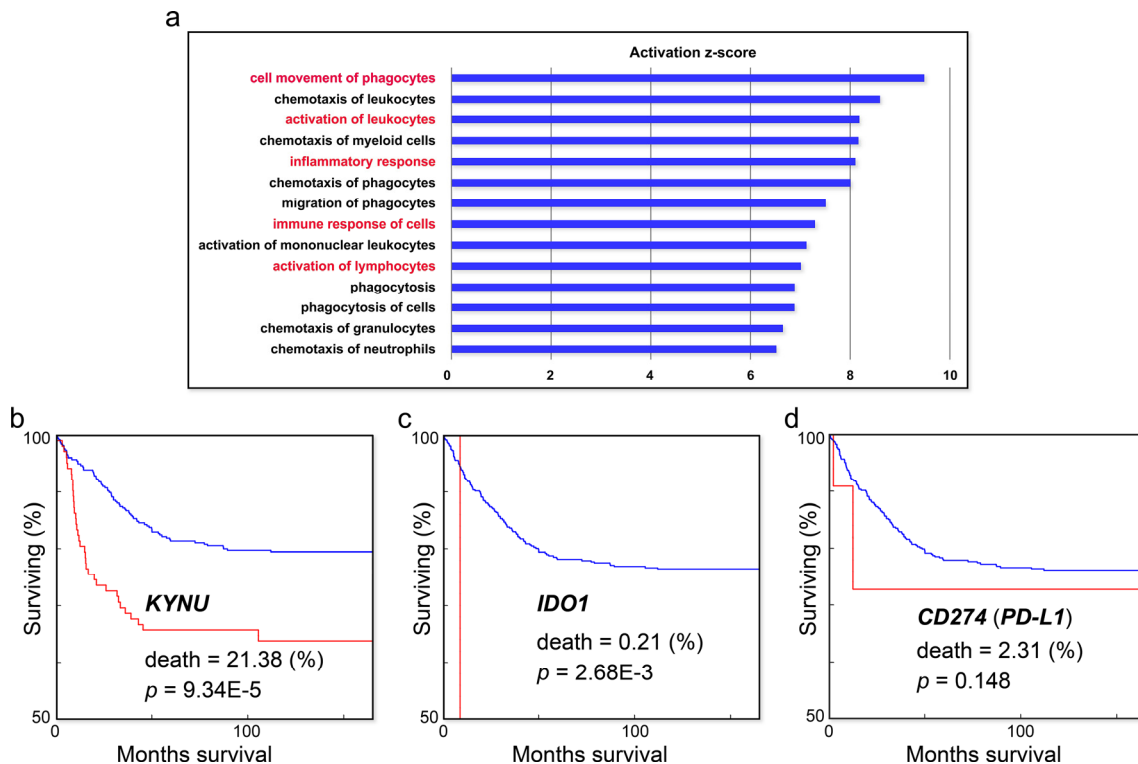 a
Activation z-score
cell movement of phagocytes
chemotaxis of leukocytes
activation of leukocytes
chemotaxis of myeloid cells
inflammatory response
chemotaxis of phagocytes
migration of phagocytes
immune response of cells
activation of mononuclear leukocytes
activation of lymphocytes
phagocytosis
phagocytosis of cells
chemotaxis of granulocytes
chemotaxis of neutrophils
0 2 4 6 8 10
b
100
Surviving (%)
KYNU
death = 21.38 (%)
p = 9.34E-5
50
0 100
Months survival
c
100
Surviving (%)
IDO1
death = 0.21 (%)
p = 2.68E-3
50
0 100
Months survival
d
100
Surviving (%)
CD274 (PD-L1)
death = 2.31 (%)
p = 0.148
50
0 100
Months survival